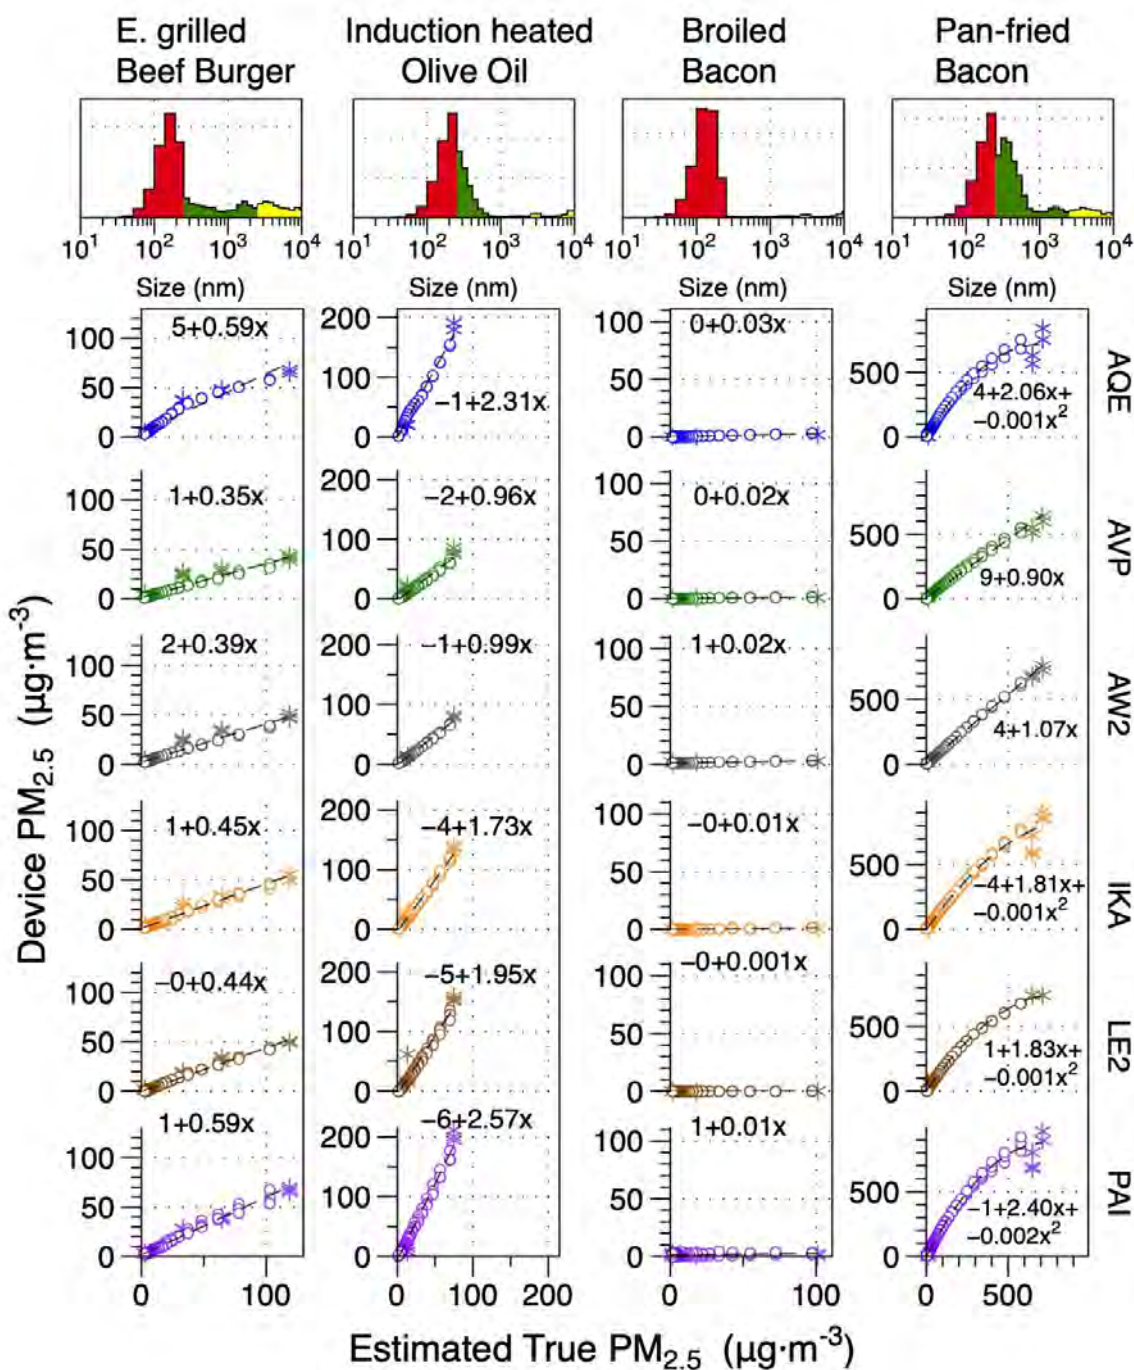 E. grilled Induction heated Broiled Pan-fried
Beef Burger Olive Oil Bacon Bacon
10¹ 10² 10³ 10⁴ 10¹ 10² 10³ 10⁴ 10¹ 10² 10³ 10⁴ 10¹ 10² 10³ 10⁴
Size (nm) Size (nm) Size (nm) Size (nm)
Device PM2.5 (µg·m⁻³)
100 5+0.59x 200 100 0+0.03x AQE
50 100 −1+2.31x 50 500 4+2.06x+
−0.001x²
0 0 0 0
100 1+0.35x 200 −2+0.96x 100 0+0.02x AVP
50 100 50 500 9+0.90x
0 0 0 0
2+0.39x 200 −1+0.99x 100 1+0.02x AW2
100
50 100 50 500 4+1.07x
0 0 0 0
100 1+0.45x 200 −4+1.73x 100 −0+0.01x IKA
50 100 50 500 −4+1.81x+
−0.001x²
0 0 0 0
100 −0+0.44x 200 −5+1.95x 100 −0+0.001x LE2
50 100 50 500 1+1.83x+
−0.001x²
0 0 0 0
1+0.59x 200 −6+2.57x 100 1+0.01x PAI
100
50 100 50 500 −1+2.40x+
−0.002x²
0 0 0 0
0 100 0 100 200 0 100 0 500
Estimated True PM2.5 (µg·m⁻³)